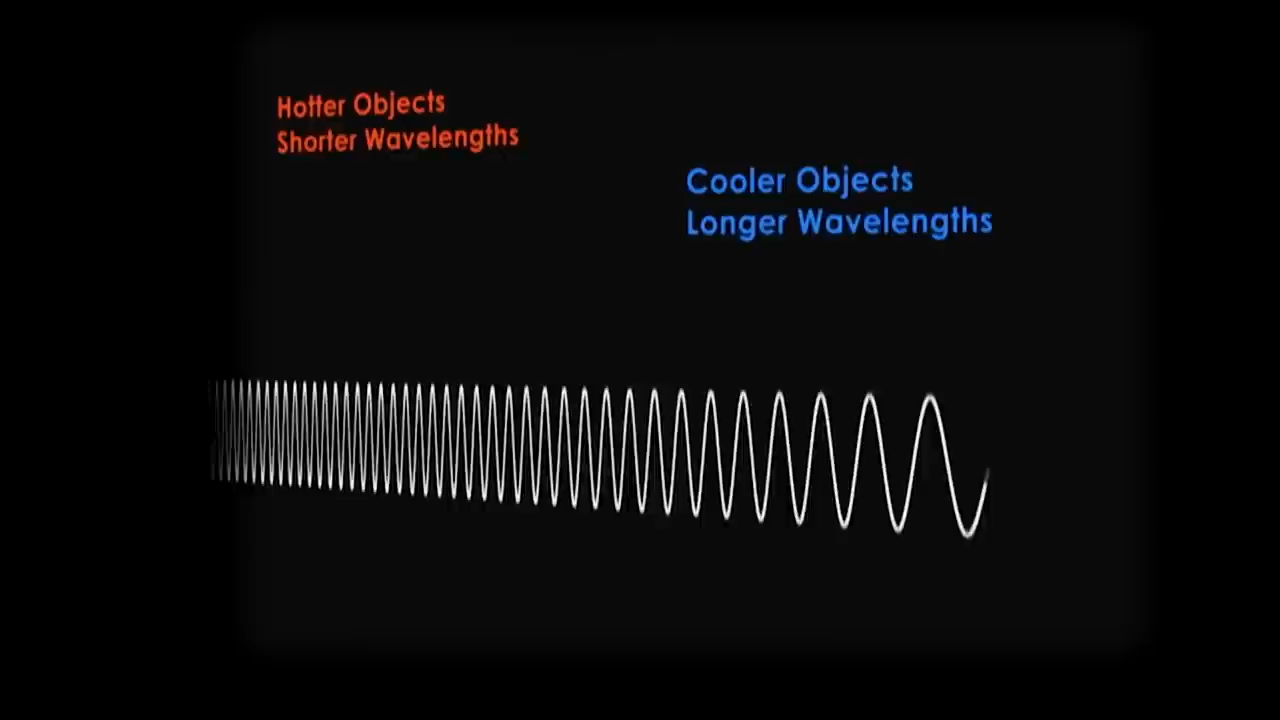 Hotter Objects
Shorter Wavelengths
Cooler Objects
Longer Wavelengths